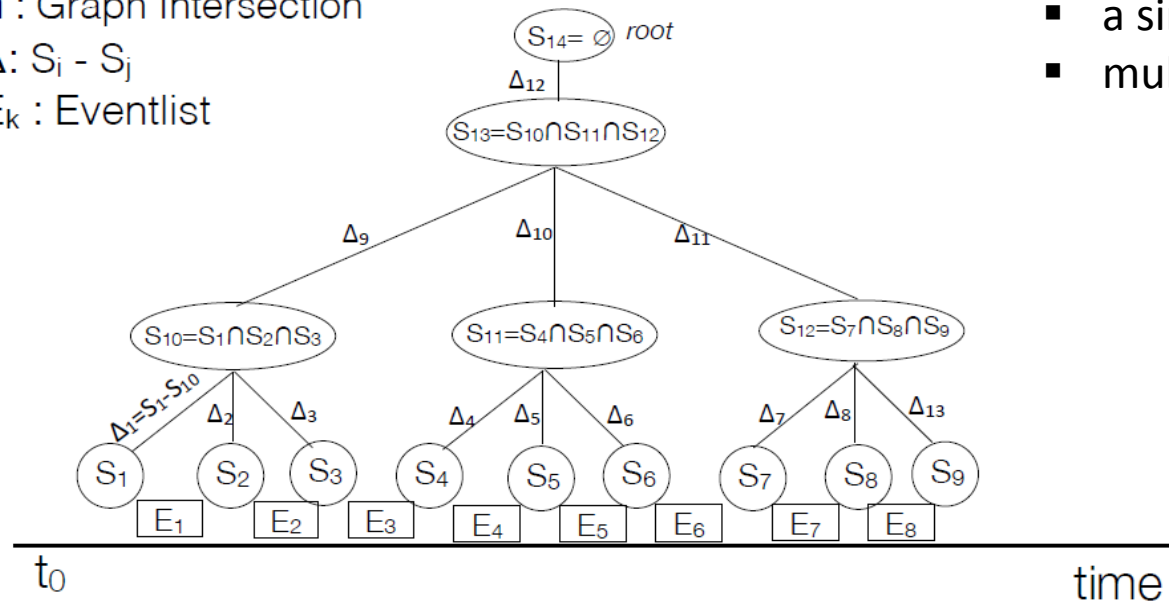 : Graph Intersection
: Sᵢ - Sⱼ
: Eventlist
▪ a
▪
S₁₄= ∅ root
Δ₁₂
S₁₃=S₁₀∩S₁₁∩S₁₂
Δ₉ Δ₁₀ Δ₁₁
S₁₀=S₁∩S₂∩S₃ S₁₁=S₄∩S₅∩S₆ S₁₂=S₇∩S₈∩S₉
Δ₁=S₁-S₁₀ Δ₂ Δ₃ Δ₄ Δ₅ Δ₆ Δ₇ Δ₈ Δ₁₃
S₁ S₂ S₃ S₄ S₅ S₆ S₇ S₈ S₉
E₁ E₂ E₃ E₄ E₅ E₆ E₇ E₈
t₀ time